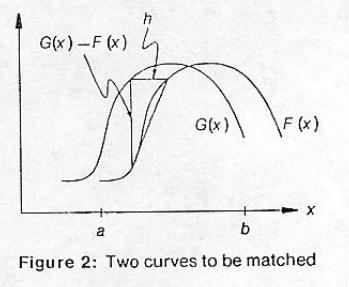 h
G(x) – F (x)
G(x)
F (x)
x
a
b
Figure 2: Two curves to be matched